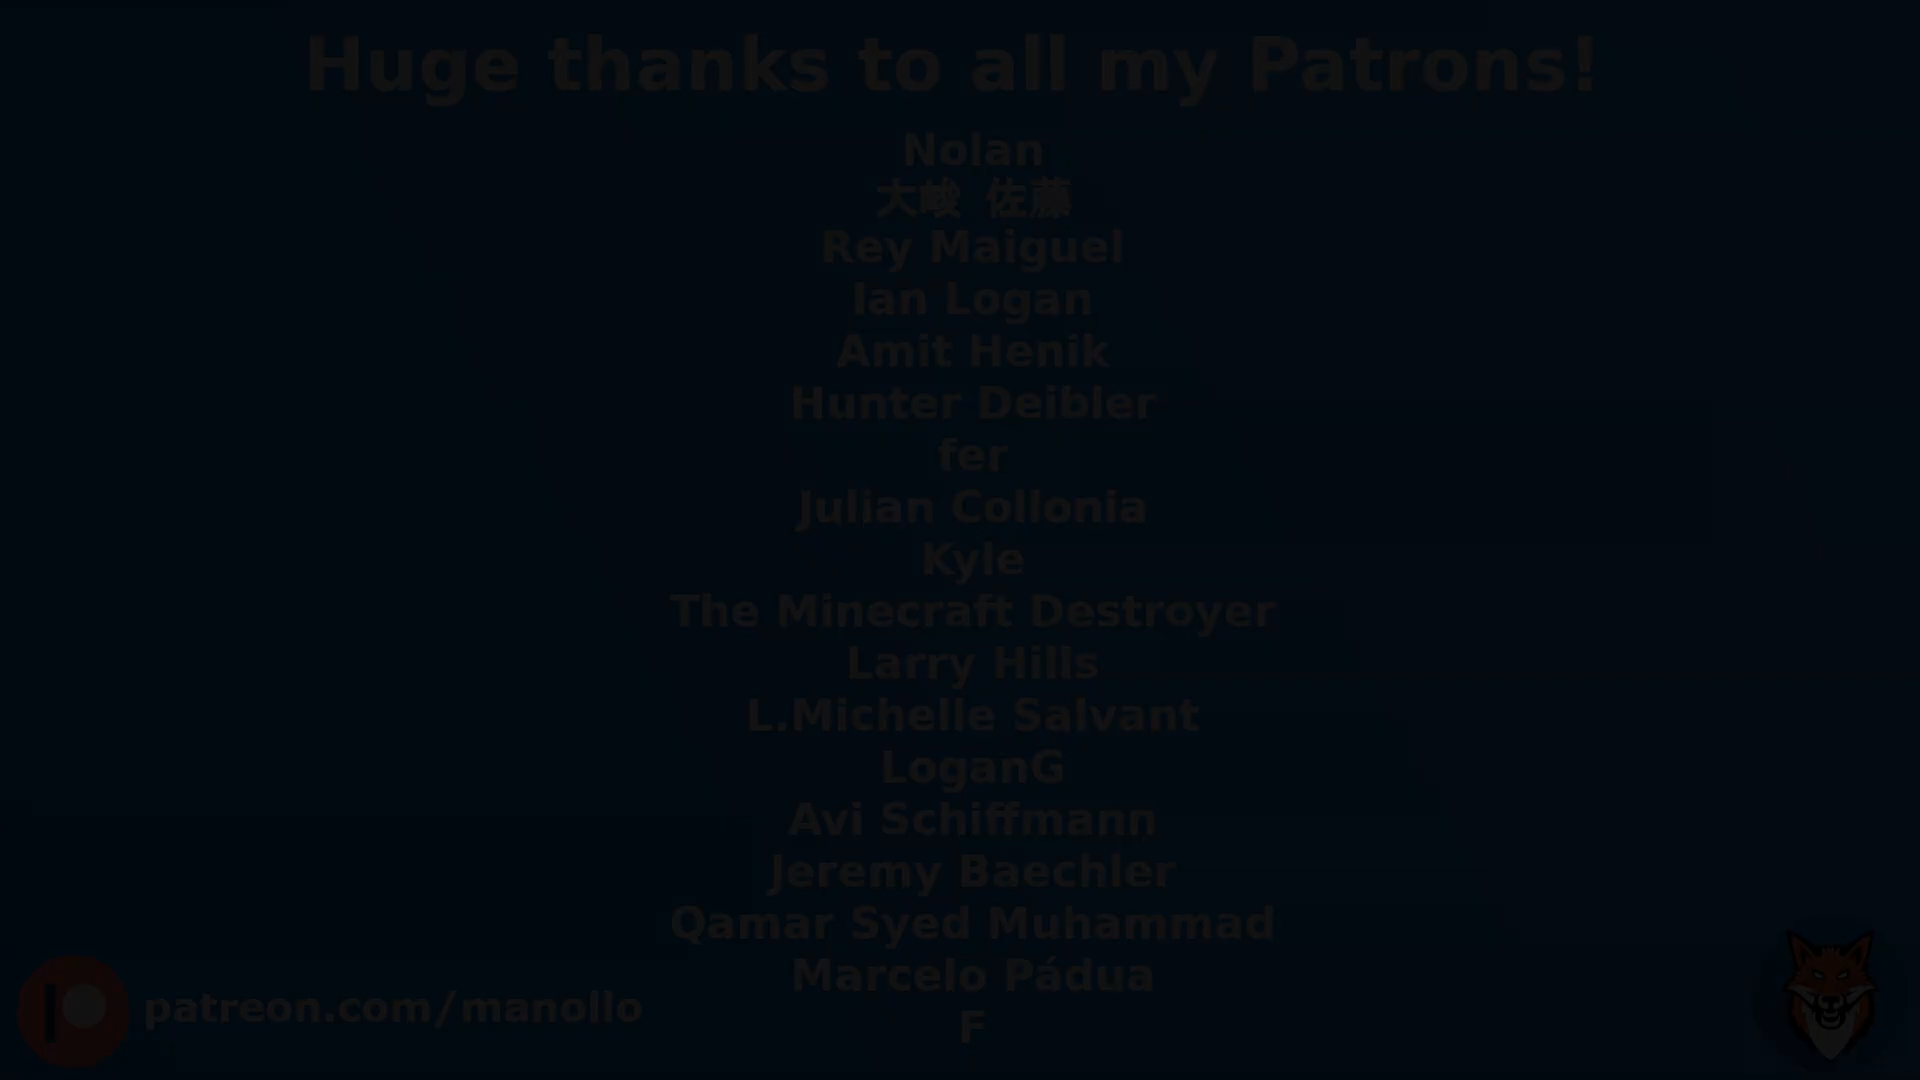 Huge thanks to all my Patrons!
Nolan
大峻 佐藤
Rey Maiguel
Ian Logan
Amit Henik
Hunter Deibler
fer
Julian Collonia
Kyle
The Minecraft Destroyer
Larry Hills
L.Michelle Salvant
LoganG
Avi Schiffmann
Jeremy Baechler
Qamar Syed Muhammad
Marcelo Pádua
F
patreon.com/manollo